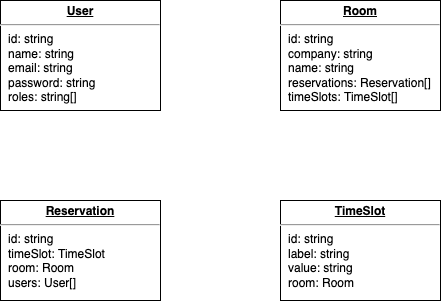 User
id: string
name: string
email: string
password: string
roles: string[]
Room
id: string
company: string
name: string
reservations: Reservation[]
timeSlots: TimeSlot[]
Reservation
id: string
timeSlot: TimeSlot
room: Room
users: User[]
TimeSlot
id: string
label: string
value: string
room: Room